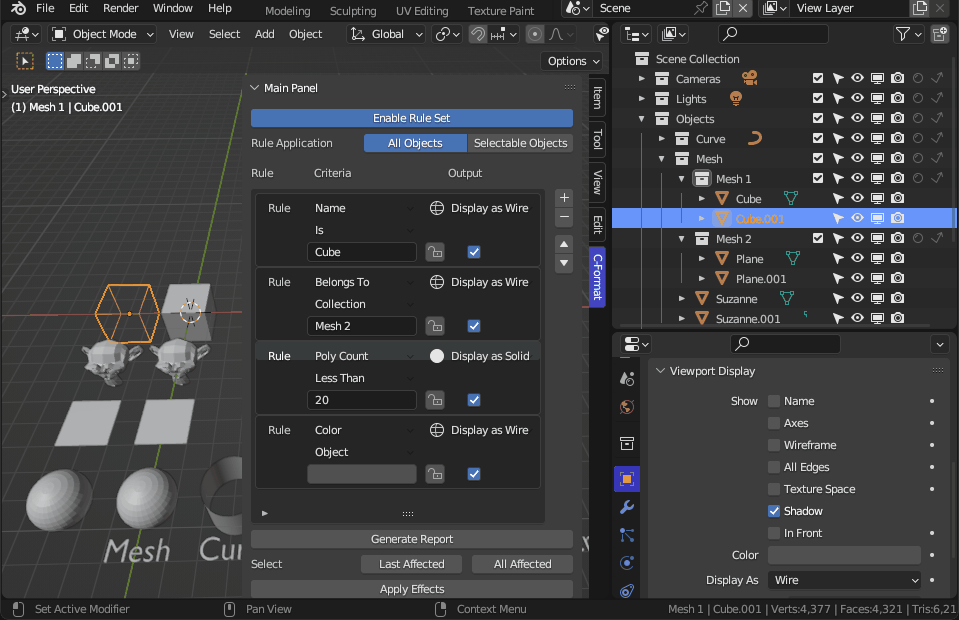 File Edit Render Window Help Modeling Sculpting UV Editing Texture Paint Scene View Layer
Object Mode View Select Add Object Global
Options
User Perspective
(1) Mesh 1 | Cube.001
Main Panel
Enable Rule Set
Rule Application All Objects Selectable Objects
Rule Criteria Output
Rule Name Display as Wire
Is
Cube
Rule Belongs To Display as Wire
Collection
Mesh 2
Rule Poly Count Display as Solid
Less Than
20
Rule Color Display as Wire
Object
Generate Report
Select Last Affected All Affected
Apply Effects
Item
Tool
View
Edit
C-Format
Mesh Cur
Scene Collection
Cameras
Lights
Objects
Curve
Mesh
Mesh 1
Cube
Cube.001
Mesh 2
Plane
Plane.001
Suzanne
Suzanne.001
Viewport Display
Show Name
Axes
Wireframe
All Edges
Texture Space
Shadow
In Front
Color
Display As Wire
Set Active Modifier Pan View Context Menu Mesh 1 | Cube.001 | Verts:4,377 | Faces:4,321 | Tris:6,21